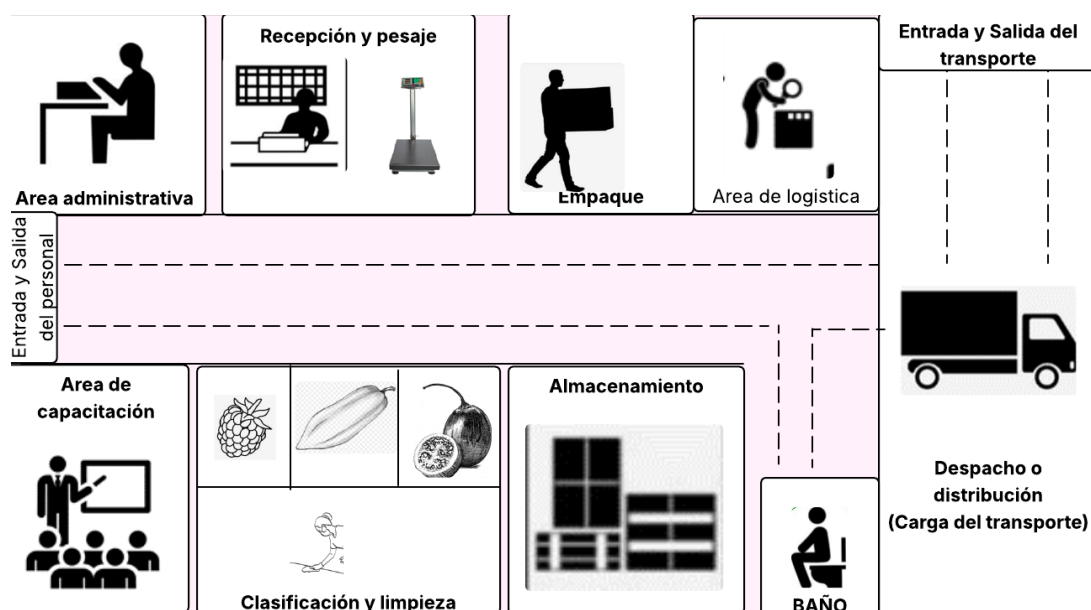 Recepción y pesaje
Entrada y Salida del
transporte
Area administrativa
Empaque
Area de logistica
Entrada y Salida
del personal
Area de
capacitación
Almacenamiento
Despacho o
distribución
(Carga del transporte)
Clasificación y limpieza
BAÑO